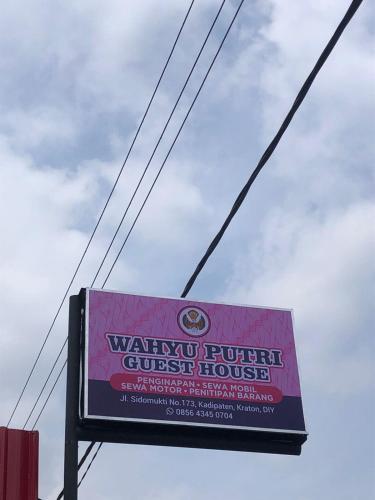 WAHYU PUTRI
GUEST HOUSE
PENGINAPAN • SEWA MOBIL
SEWA MOTOR • PENITIPAN BARANG
Jl. Sidomukti No.173, Kadipaten, Kraton, DIY
0856 4345 0704